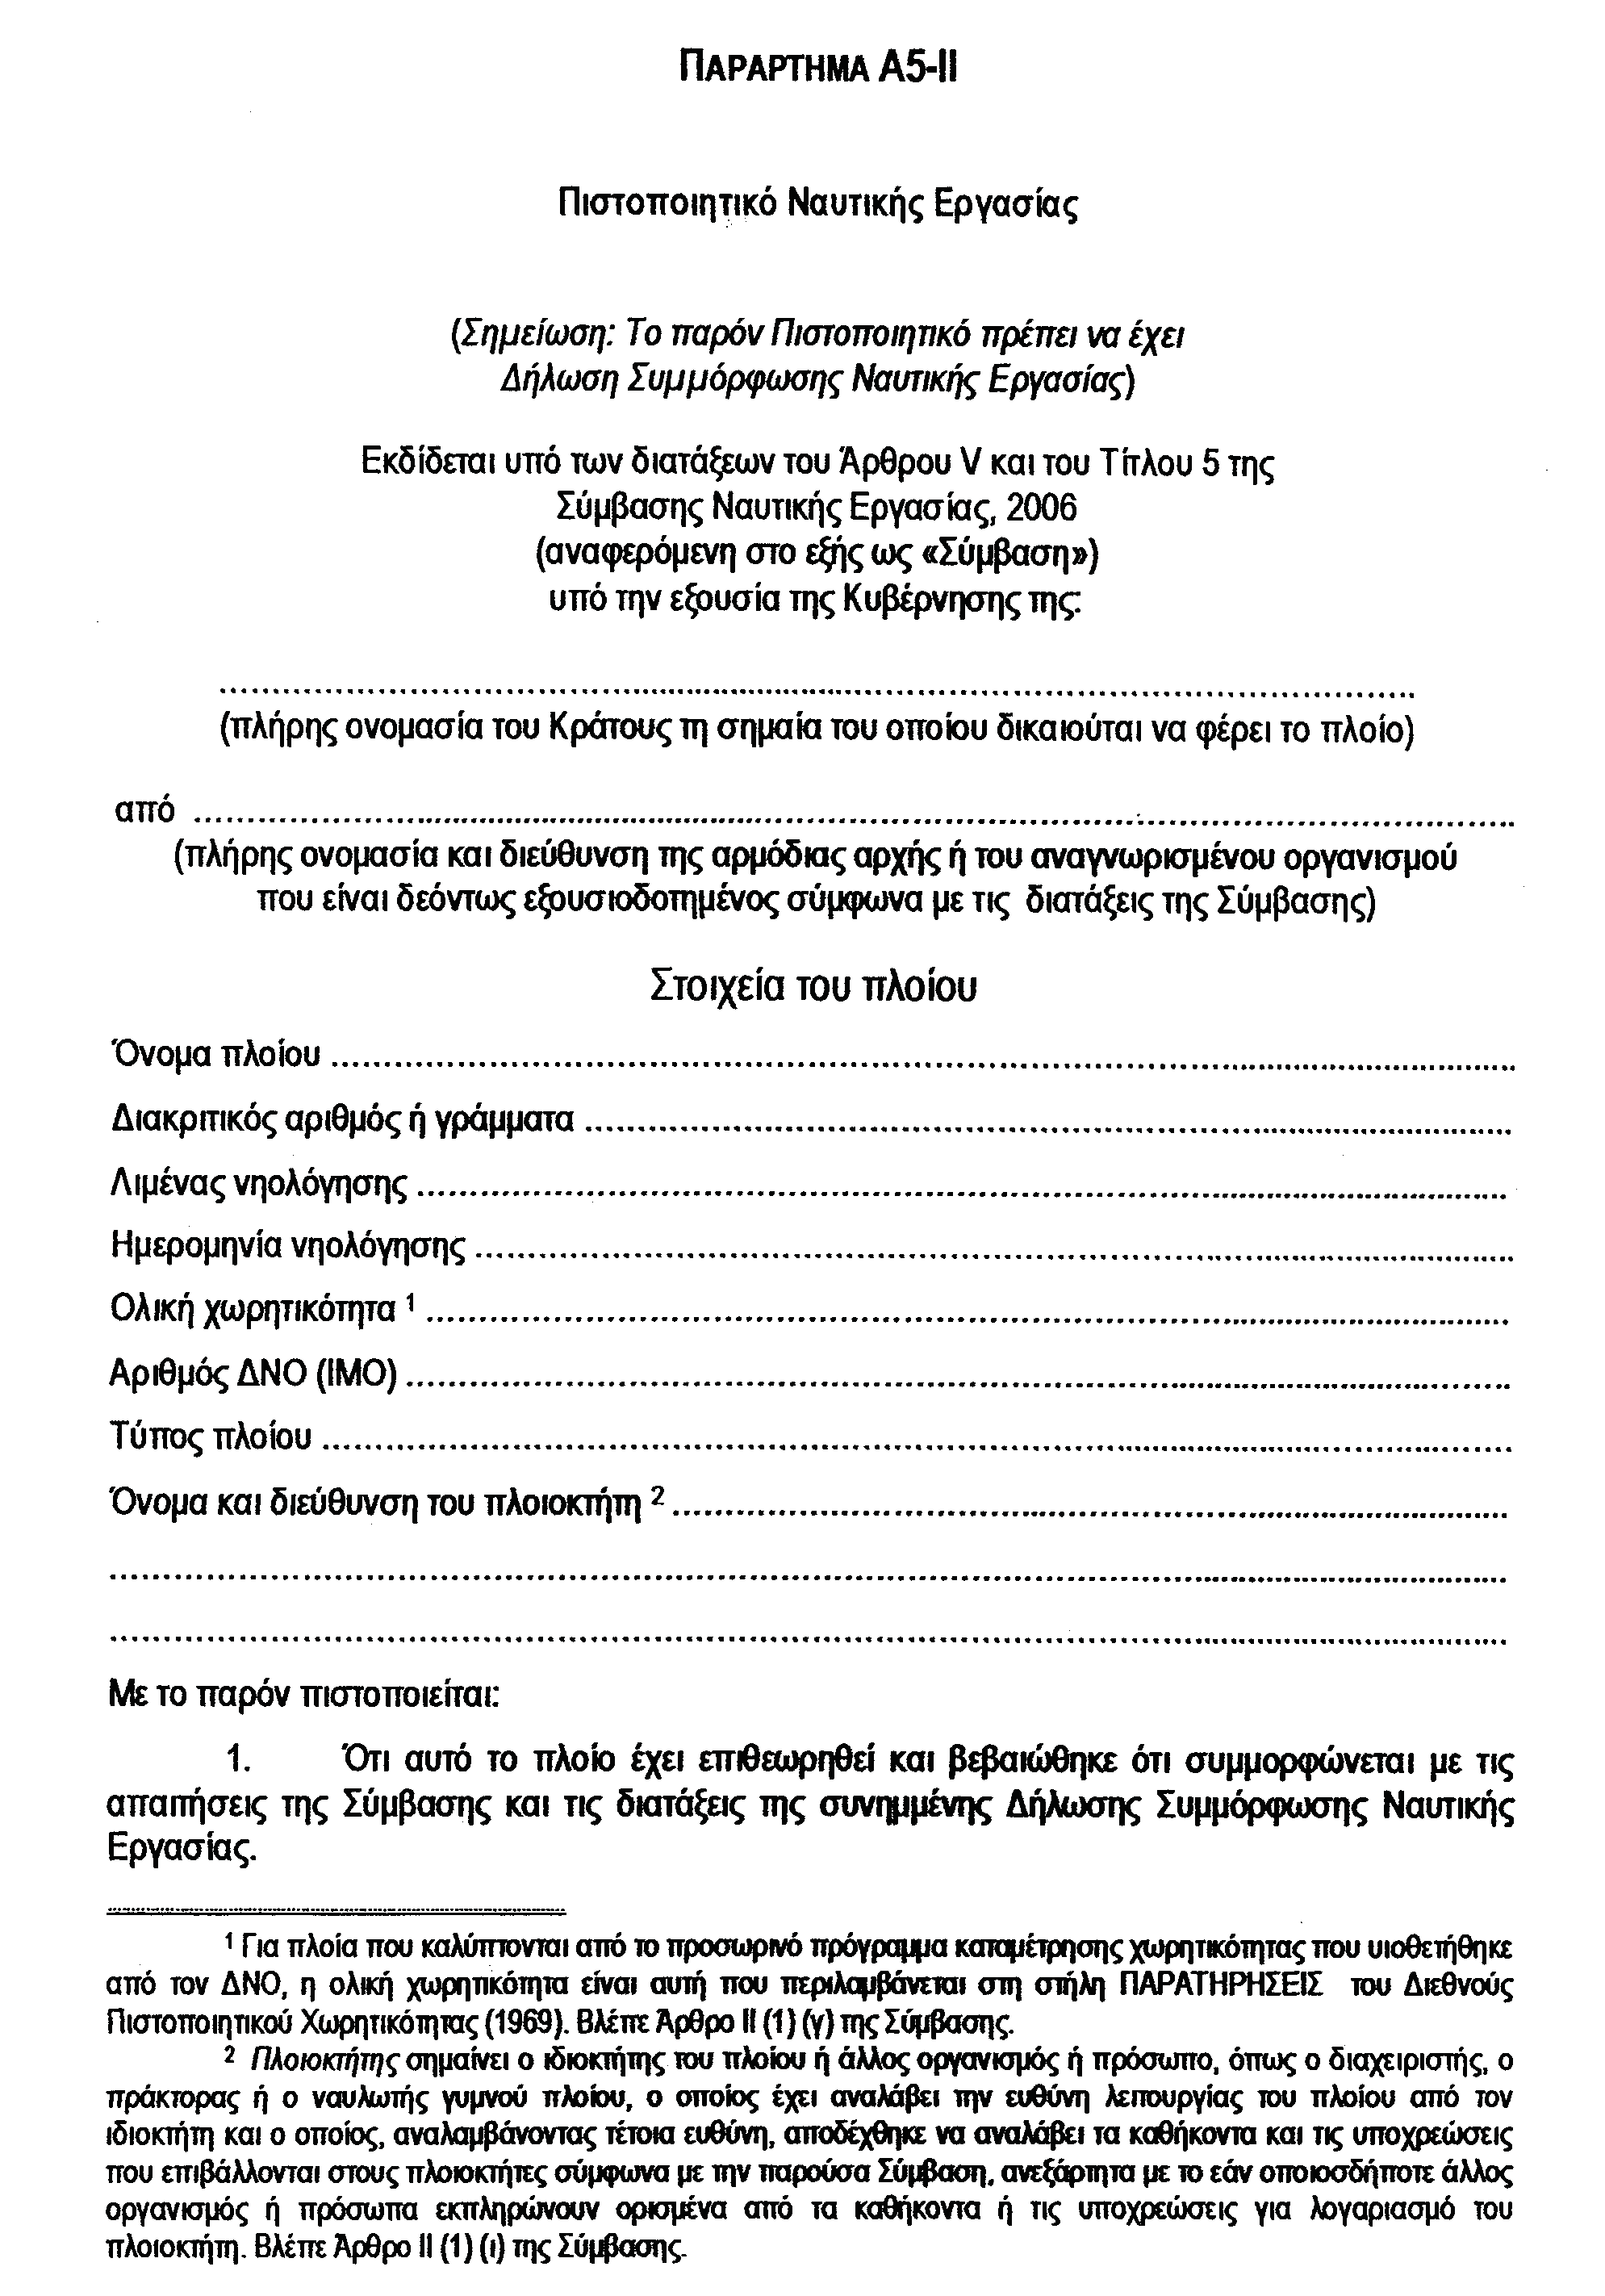 ΠΑΡΑΡΤΗΜΑ Α5-ΙΙ
Πιστοποιητικό Ναυτικής Εργασίας
(Σημείωση: Το παρόν Πιστοποιητικό πρέπει να έχει
Δήλωση Συμμόρφωσης Ναυτικής Εργασίας)
Εκδίδεται υπό των διατάξεων του Άρθρου V και του Τίτλου 5 της
Σύμβασης Ναυτικής Εργασίας, 2006
(αναφερόμενη στο εξής ως «Σύμβαση»)
υπό την εξουσία της Κυβέρνησης της:
................................................................................
(πλήρης ονομασία του Κράτους τη σημαία του οποίου δικαιούται να φέρει το πλοίο)
από ................................................................................
(πλήρης ονομασία και διεύθυνση της αρμόδιας αρχής ή του αναγνωρισμένου οργανισμού
που είναι δεόντως εξουσιοδοτημένος σύμφωνα με τις διατάξεις της Σύμβασης)
Στοιχεία του πλοίου
Όνομα πλοίου ................................................................................
Διακριτικός αριθμός ή γράμματα ................................................................................
Λιμένας νηολόγησης ................................................................................
Ημερομηνία νηολόγησης ................................................................................
Ολική χωρητικότητα ¹ ................................................................................
Αριθμός ΔΝΟ (ΙΜΟ) ................................................................................
Τύπος πλοίου ................................................................................
Όνομα και διεύθυνση του πλοιοκτήτη ² ................................................................................
................................................................................
................................................................................
Με το παρόν πιστοποιείται:
1. Ότι αυτό το πλοίο έχει επιθεωρηθεί και βεβαιώθηκε ότι συμμορφώνεται με τις
απαιτήσεις της Σύμβασης και τις διατάξεις της συνημμένης Δήλωσης Συμμόρφωσης Ναυτικής
Εργασίας.
¹ Για πλοία που καλύπτονται από το προσωρινό πρόγραμμα καταμέτρησης χωρητικότητας που υιοθετήθηκε
από τον ΔΝΟ, η ολική χωρητικότητα είναι αυτή που περιλαμβάνεται στη στήλη ΠΑΡΑΤΗΡΗΣΕΙΣ του Διεθνούς
Πιστοποιητικού Χωρητικότητας (1969). Βλέπε Άρθρο ΙΙ (1) (γ) της Σύμβασης.
² Πλοιοκτήτης σημαίνει ο ιδιοκτήτης του πλοίου ή άλλος οργανισμός ή πρόσωπο, όπως ο διαχειριστής, ο
πράκτορας ή ο ναυλωτής γυμνού πλοίου, ο οποίος έχει αναλάβει την ευθύνη λειτουργίας του πλοίου από τον
ιδιοκτήτη και ο οποίος, αναλαμβάνοντας τέτοια ευθύνη, αποδέχθηκε να αναλάβει τα καθήκοντα και τις υποχρεώσεις
που επιβάλλονται στους πλοιοκτήτες σύμφωνα με την παρούσα Σύμβαση, ανεξάρτητα με το εάν οποιοσδήποτε άλλος
οργανισμός ή πρόσωπα εκπληρώνουν ορισμένα από τα καθήκοντα ή τις υποχρεώσεις για λογαριασμό του
πλοιοκτήτη. Βλέπε Άρθρο ΙΙ (1) (ι) της Σύμβασης.